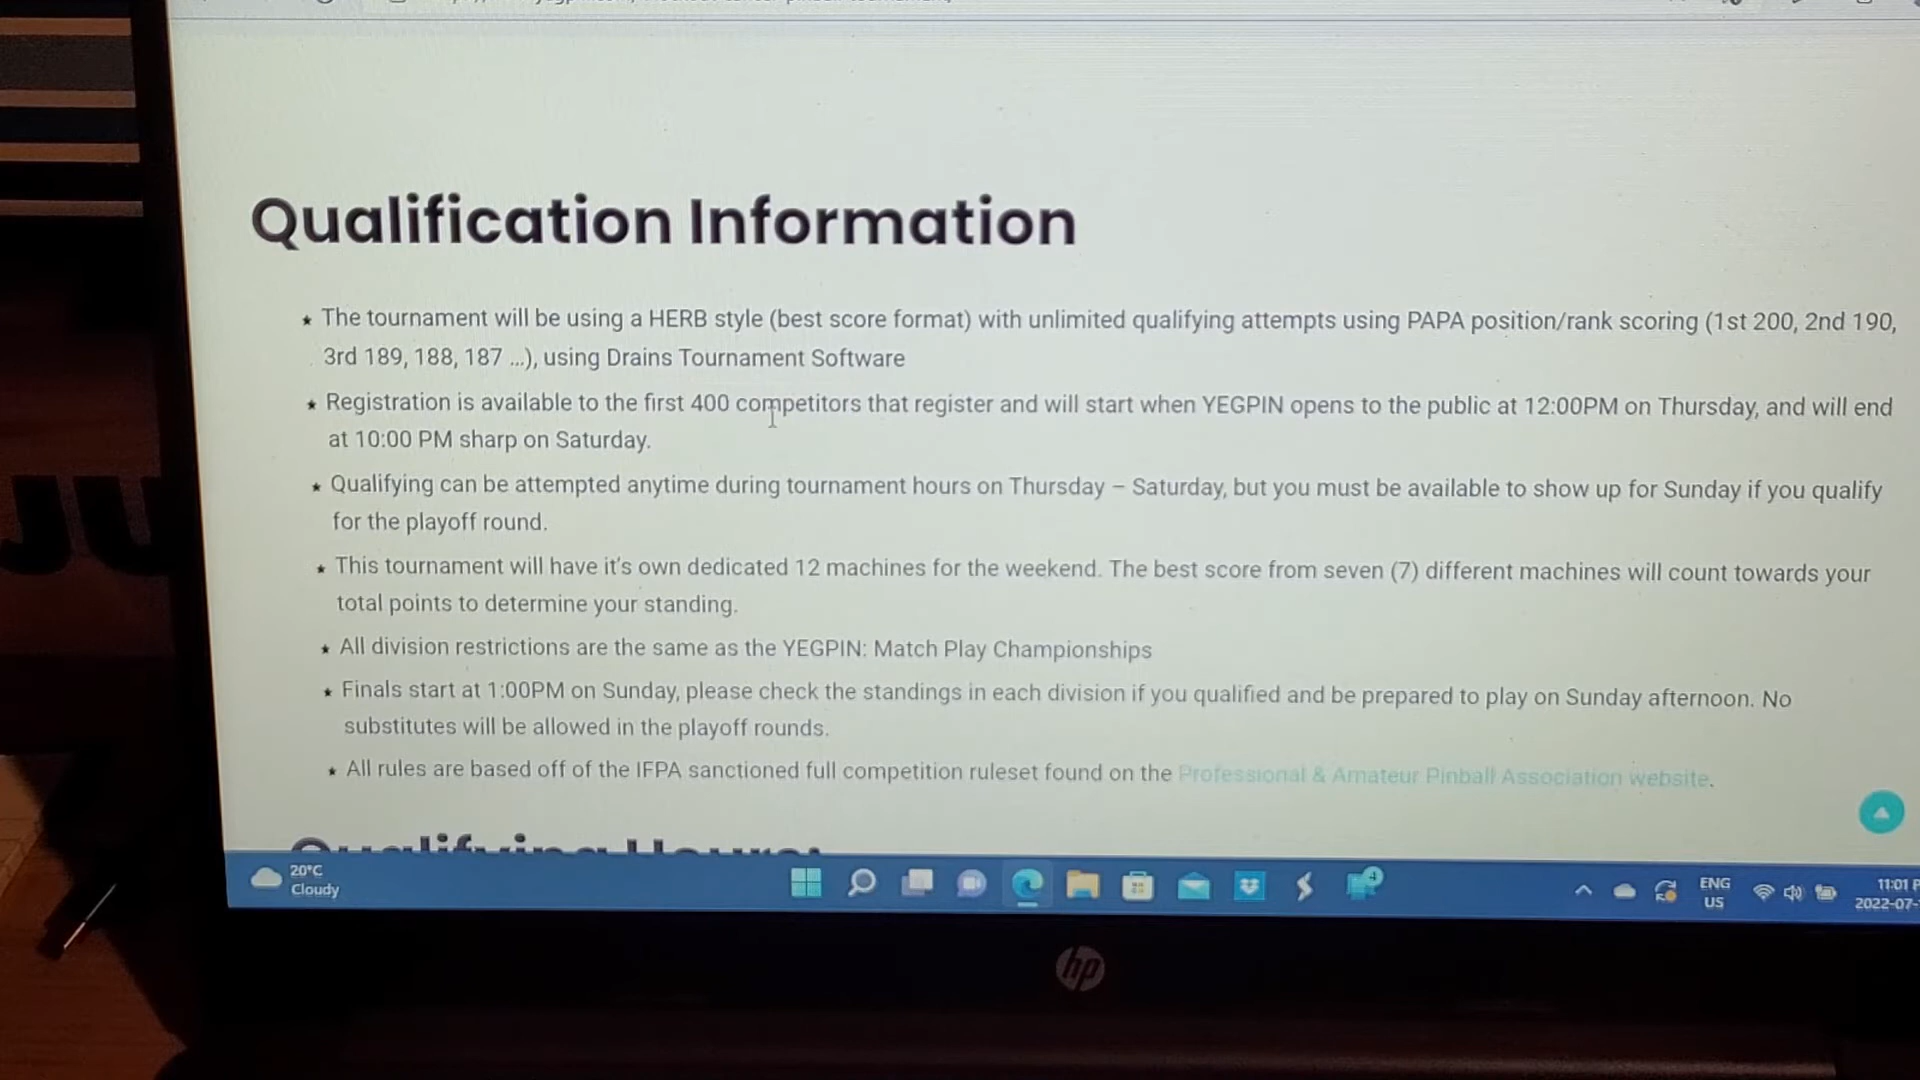 Qualification Information
★ The tournament will be using a HERB style (best score format) with unlimited qualifying attempts using PAPA position/rank scoring (1st 200, 2nd 190,
3rd 189, 188, 187 ...), using Drains Tournament Software
★ Registration is available to the first 400 competitors that register and will start when YEGPIN opens to the public at 12:00PM on Thursday, and will end
at 10:00 PM sharp on Saturday.
★ Qualifying can be attempted anytime during tournament hours on Thursday – Saturday, but you must be available to show up for Sunday if you qualify
for the playoff round.
★ This tournament will have it's own dedicated 12 machines for the weekend. The best score from seven (7) different machines will count towards your
total points to determine your standing.
★ All division restrictions are the same as the YEGPIN: Match Play Championships
★ Finals start at 1:00PM on Sunday, please check the standings in each division if you qualified and be prepared to play on Sunday afternoon. No
substitutes will be allowed in the playoff rounds.
★ All rules are based off of the IFPA sanctioned full competition ruleset found on the Professional & Amateur Pinball Association website.
20°C
Cloudy
4
ENG
US
11:01 P
2022-07-
hp
JU